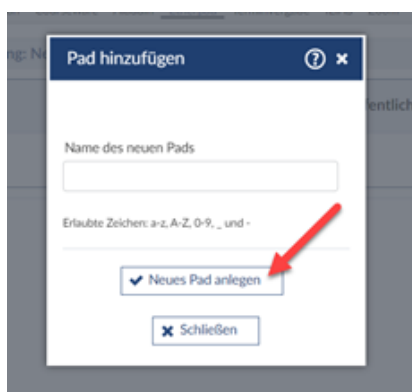 Pad hinzufügen
Name des neuen Pads
Erlaubte Zeichen: a-z, A-Z, 0-9, _ und -
Neues Pad anlegen
Schließen